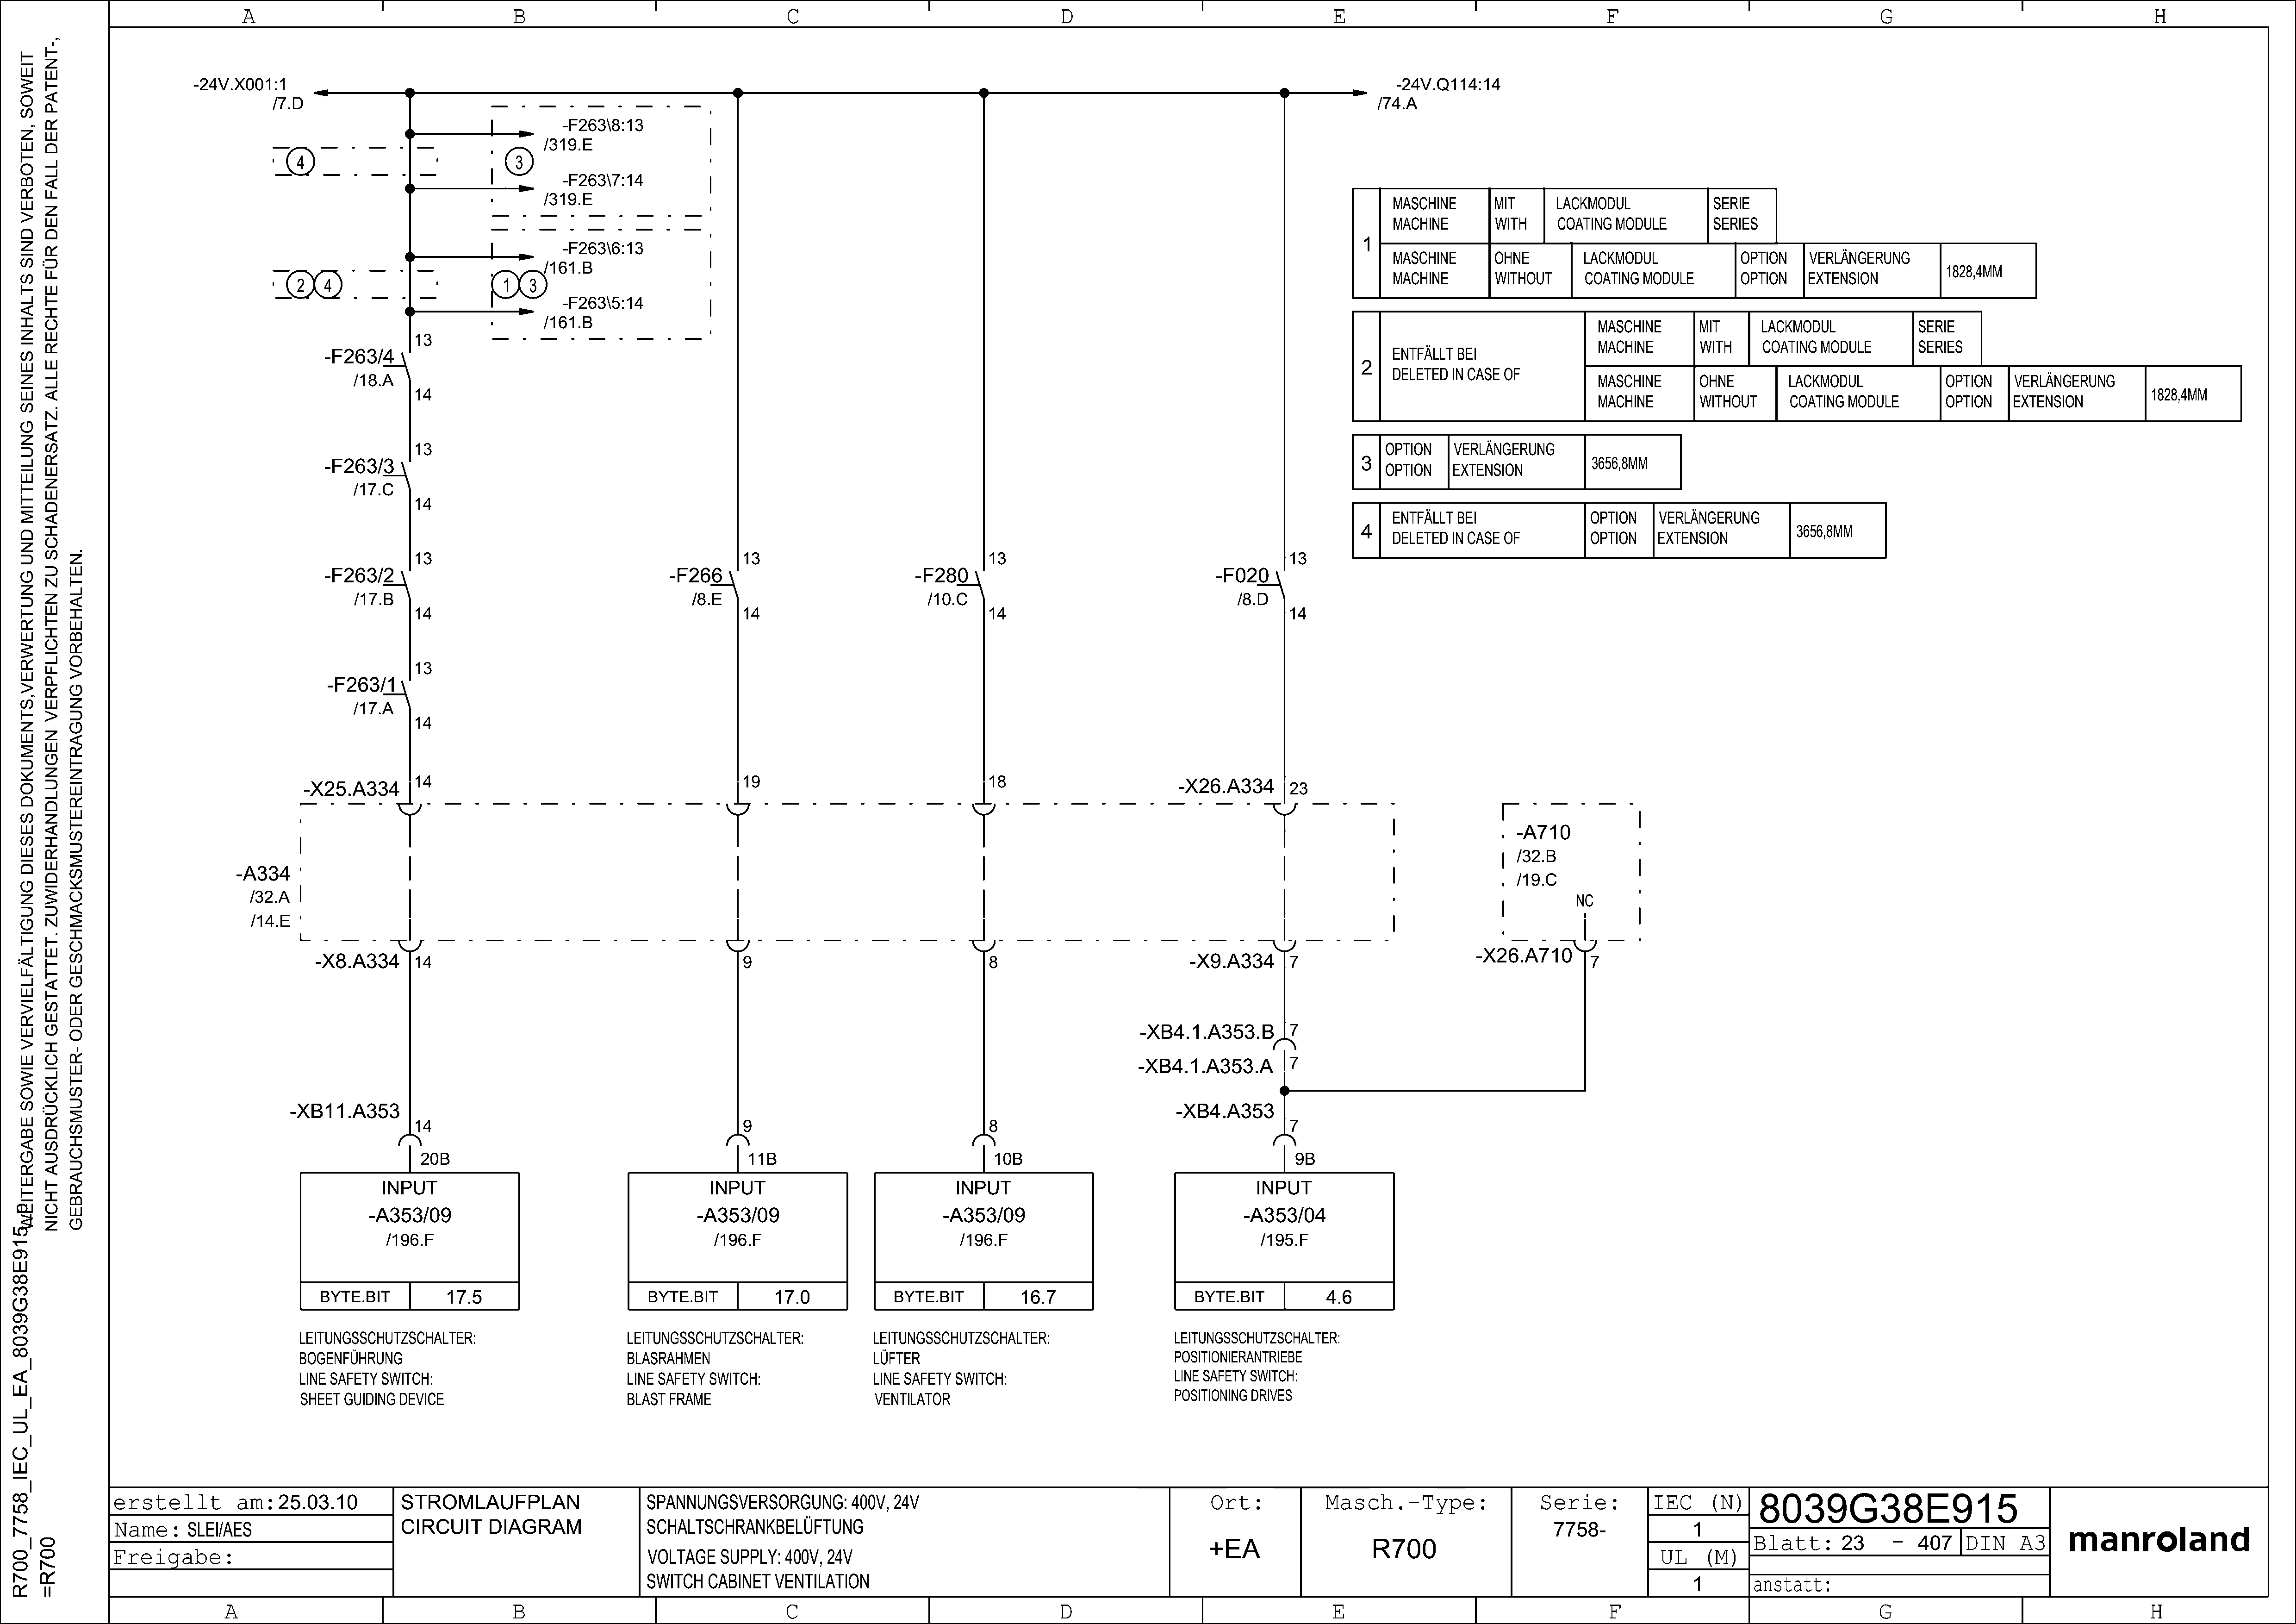 A B C D E F G H
-24V.X001:1
/7.D
-24V.Q114:14
/74.A
-F263\8:13
/319.E
4
3
-F263\7:14
/319.E
-F263\6:13
/161.B
2 4
1 3
-F263\5:14
/161.B
13
-F263/4
/18.A
14
13
-F263/3
/17.C
14
13
-F263/2
/17.B
14
13
-F266
/8.E
14
13
-F280
/10.C
14
13
-F020
/8.D
14
13
-F263/1
/17.A
14
1
MASCHINE MIT LACKMODUL SERIE
MACHINE WITH COATING MODULE SERIES
MASCHINE OHNE LACKMODUL OPTION VERLÄNGERUNG 1828,4MM
MACHINE WITHOUT COATING MODULE OPTION EXTENSION
2
ENTFÄLLT BEI
DELETED IN CASE OF
MASCHINE MIT LACKMODUL SERIE
MACHINE WITH COATING MODULE SERIES
MASCHINE OHNE LACKMODUL OPTION VERLÄNGERUNG 1828,4MM
MACHINE WITHOUT COATING MODULE OPTION EXTENSION
3
OPTION VERLÄNGERUNG 3656,8MM
OPTION EXTENSION
4
ENTFÄLLT BEI OPTION VERLÄNGERUNG 3656,8MM
DELETED IN CASE OF OPTION EXTENSION
-X25.A334 14 19 18 -X26.A334 23
-A334
/32.A
/14.E
-A710
/32.B
/19.C
NC
-X8.A334 14 9 8 -X9.A334 7 -X26.A710 7
-XB4.1.A353.B 7
-XB4.1.A353.A 7
-XB11.A353 -XB4.A353
14 9 8 7
20B 11B 10B 9B
INPUT INPUT INPUT INPUT
-A353/09 -A353/09 -A353/09 -A353/04
/196.F /196.F /196.F /195.F
BYTE.BIT 17.5 BYTE.BIT 17.0 BYTE.BIT 16.7 BYTE.BIT 4.6
LEITUNGSSCHUTZSCHALTER:
BOGENFÜHRUNG
LINE SAFETY SWITCH:
SHEET GUIDING DEVICE
LEITUNGSSCHUTZSCHALTER:
BLASRAHMEN
LINE SAFETY SWITCH:
BLAST FRAME
LEITUNGSSCHUTZSCHALTER:
LÜFTER
LINE SAFETY SWITCH:
VENTILATOR
LEITUNGSSCHUTZSCHALTER:
POSITIONIERANTRIEBE
LINE SAFETY SWITCH:
POSITIONING DRIVES
WEITERGABE SOWIE VERVIELFÄLTIGUNG DIESES DOKUMENTS,VERWERTUNG UND MITTEILUNG SEINES INHALTS SIND VERBOTEN, SOWEIT
NICHT AUSDRÜCKLICH GESTATTET. ZUWIDERHANDLUNGEN VERPFLICHTEN ZU SCHADENERSATZ. ALLE RECHTE FÜR DEN FALL DER PATENT-,
GEBRAUCHSMUSTER- ODER GESCHMACKSMUSTEREINTRAGUNG VORBEHALTEN.
=R700
erstellt am: 25.03.10
Name: SLEI/AES
Freigabe:
STROMLAUFPLAN
CIRCUIT DIAGRAM
SPANNUNGSVERSORGUNG: 400V, 24V
SCHALTSCHRANKBELÜFTUNG
VOLTAGE SUPPLY: 400V, 24V
SWITCH CABINET VENTILATION
Ort:
+EA
Masch.-Type:
R700
Serie:
7758-
IEC (N)
1
UL (M)
1
8039G38E915
Blatt: 23 - 407 DIN A3
anstatt:
manroland
A B C D E F G H